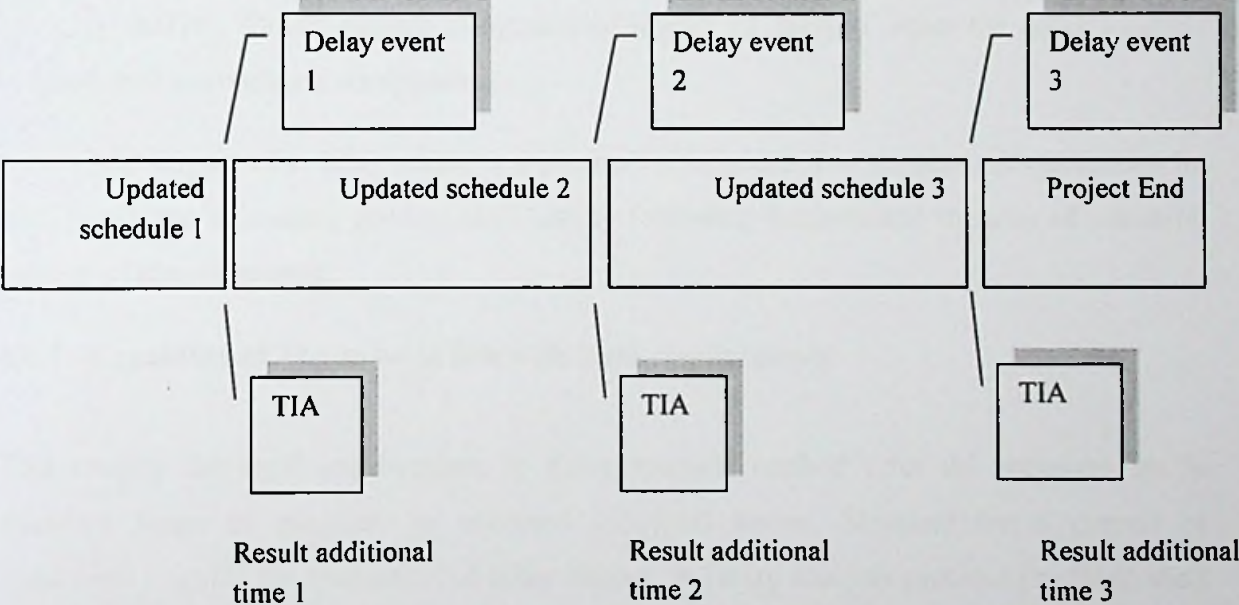 Delay event
1
Delay event
2
Delay event
3
Updated
schedule 1
Updated schedule 2
Updated schedule 3
Project End
TIA
TIA
TIA
Result additional
time 1
Result additional
time 2
Result additional
time 3